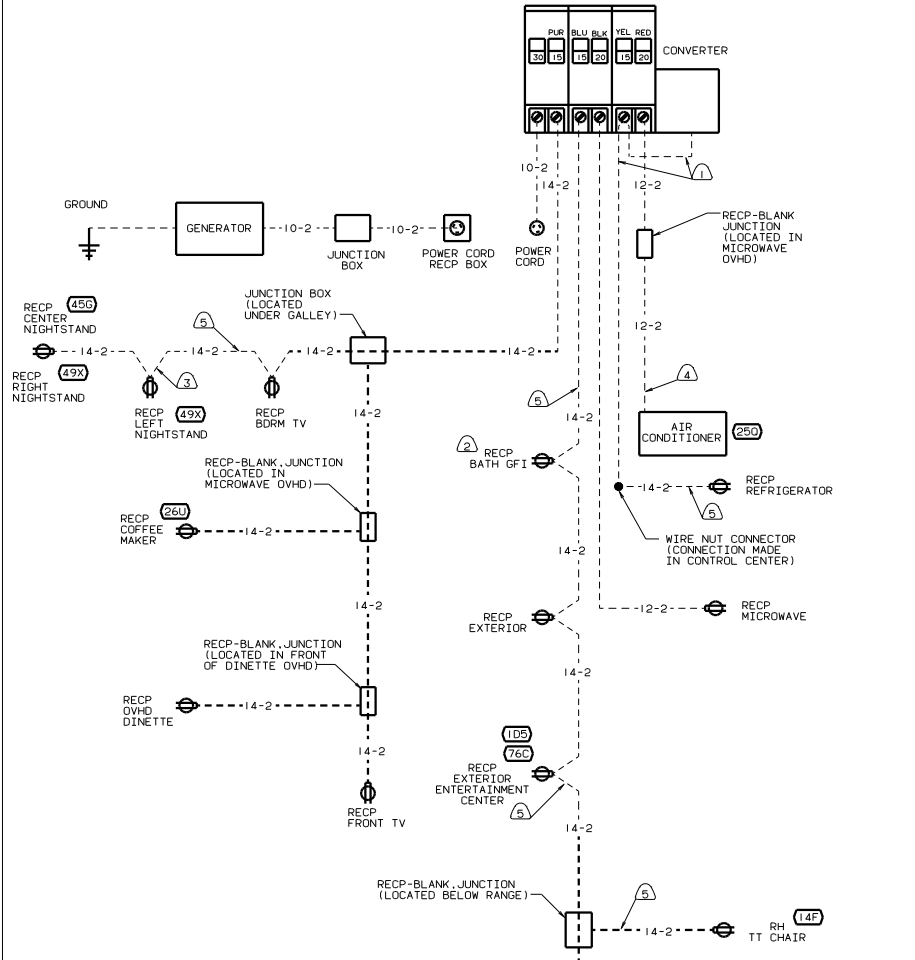 PUR BLU BLK YEL RED
30 15 15 20 15 20
CONVERTER
10-2
14-2
12-2
1
GROUND
GENERATOR
10-2
JUNCTION
BOX
10-2
POWER CORD
RECP BOX
POWER
CORD
RECP-BLANK
JUNCTION
(LOCATED IN
MICROWAVE
OVHD)
JUNCTION BOX
(LOCATED
UNDER GALLEY)
RECP
CENTER
NIGHTSTAND
45G
5
12-2
14-2
14-2
14-2
14-2
RECP
RIGHT
NIGHTSTAND
49X
3
RECP
LEFT
NIGHTSTAND
49X
RECP
BDRM TV
14-2
5
14-2
4
AIR
CONDITIONER
25Q
2
RECP
BATH GFI
RECP-BLANK,JUNCTION
(LOCATED IN
MICROWAVE OVHD)
14-2
RECP
REFRIGERATOR
5
26U
RECP
COFFEE
MAKER
14-2
WIRE NUT CONNECTOR
(CONNECTION MADE
IN CONTROL CENTER)
14-2
14-2
12-2
RECP
MICROWAVE
RECP
EXTERIOR
RECP-BLANK,JUNCTION
(LOCATED IN FRONT
OF DINETTE OVHD)
14-2
RECP
OVHD
DINETTE
14-2
14-2
1D5
76C
RECP
EXTERIOR
ENTERTAINMENT
CENTER
5
RECP
FRONT TV
14-2
RECP-BLANK,JUNCTION
(LOCATED BELOW RANGE)
5
14-2
RH
TT CHAIR
14F